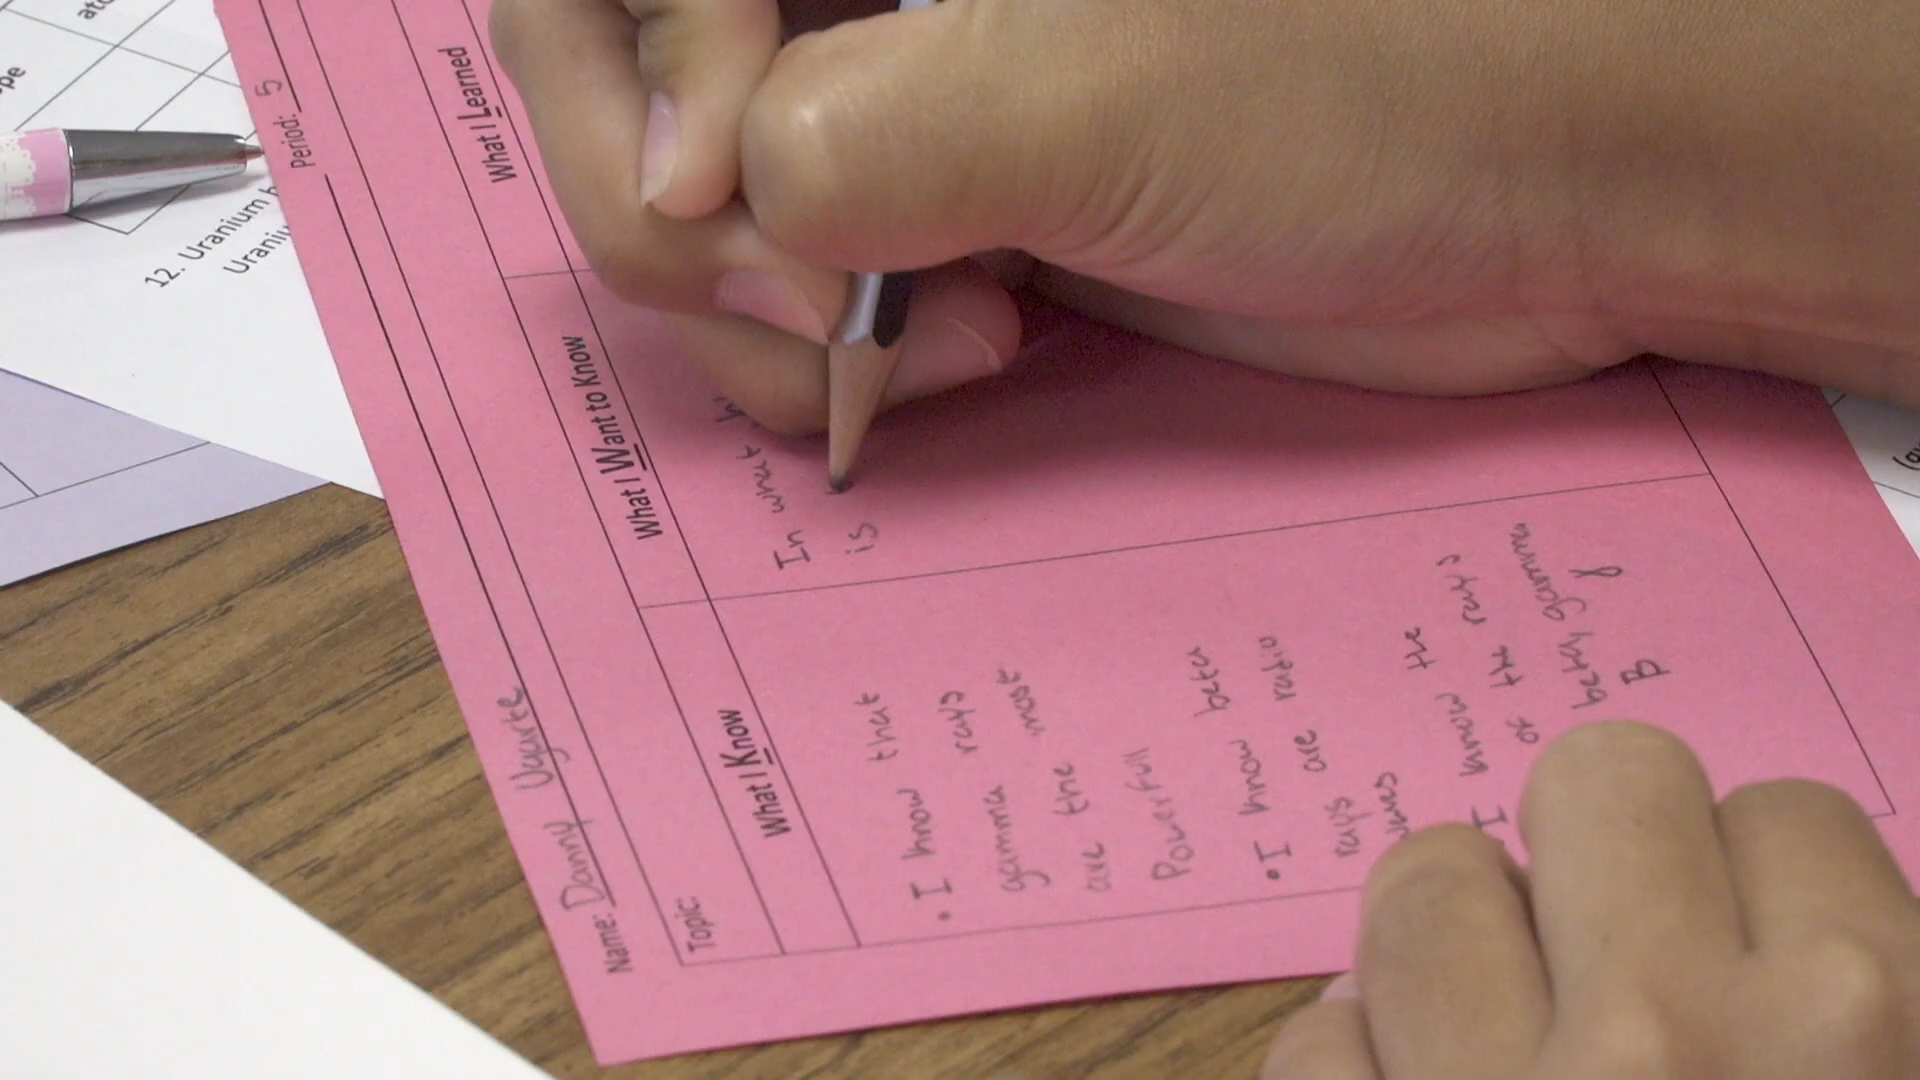 Name: Danny Ugarte Period: 5
Topic:
What I Know
What I Want to Know
What I Learned
• I know that
gamma rays
are the most
Powerfull
• I know beter
rays are radio
waves
I know the
of the rays
betty gamma
B γ
In what
is
12. Uranium